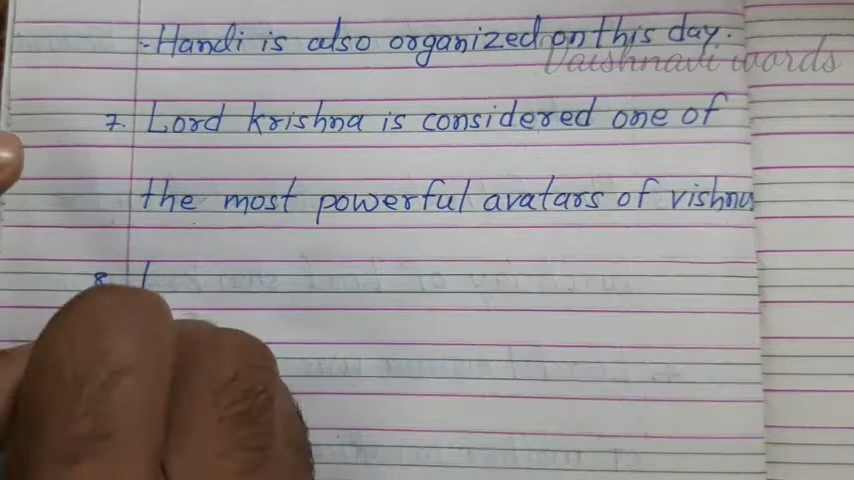 -Handi is also organized on this day.
Vaishnavi words
7. Lord krishna is considered one of
the most powerful avatars of vishnu
8.